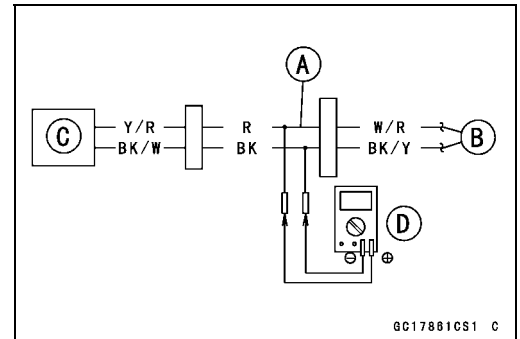 A
Y/R R W/R
C B
BK/W BK BK/Y
D
⊖ ⊕
GC17861CS1 C